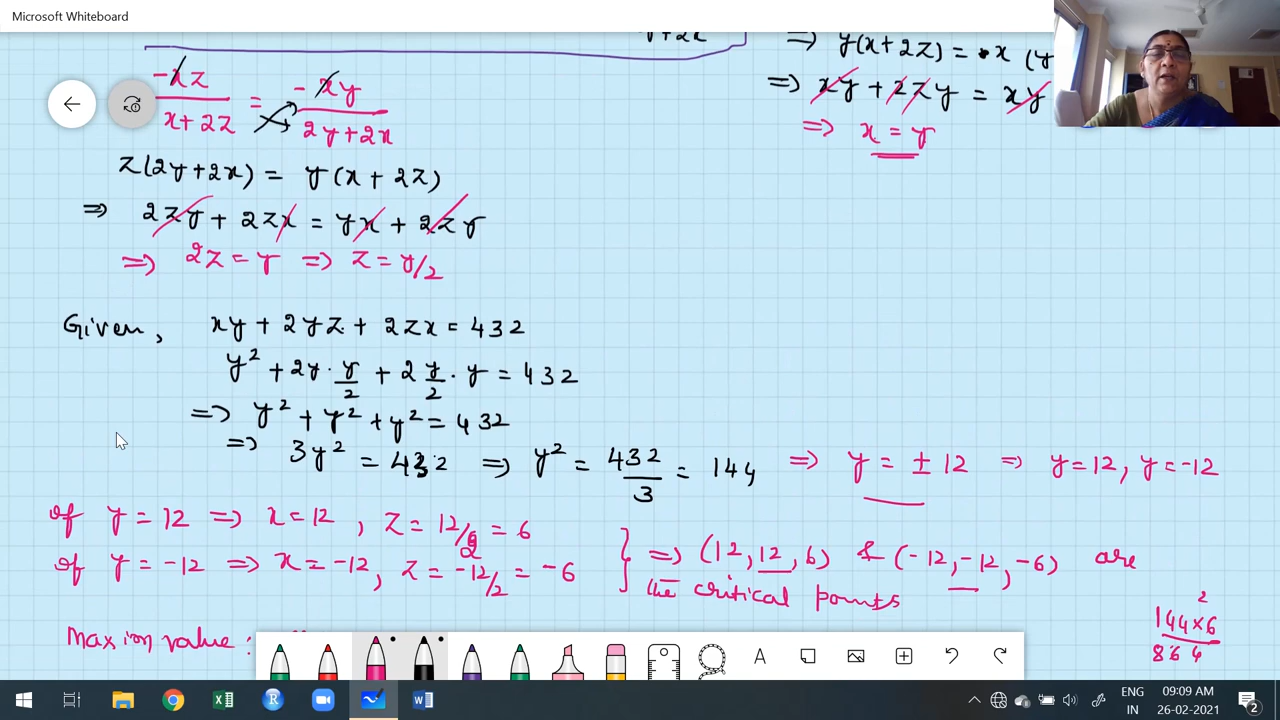 Microsoft Whiteboard
y+2x
⇒ y(x+2z) = x (y
-xz/x+2z = -xy/2y+2x
⇒ xy + 2zy = xy
⇒ x = y
z(2y+2x) = y(x+2z)
⇒ 2zy + 2zx = yx + 2zy
⇒ 2z = y ⇒ z = y/2
Given, xy + 2yz + 2zx = 432
y² + 2y · y/2 + 2 y/2 · y = 432
⇒ y² + y² + y² = 432
⇒ 3y² = 432 ⇒ y² = 432/3 = 144 ⇒ y = ± 12 ⇒ y=12, y=-12
If y = 12 ⇒ x = 12, z = 12/2 = 6
If y = -12 ⇒ x = -12, z = -12/2 = -6 } ⇒ (12, 12, 6) & (-12, -12, -6) are
the critical points
2
144×6
864
Maximon value :
ENG
IN
09:09 AM
26-02-2021
2